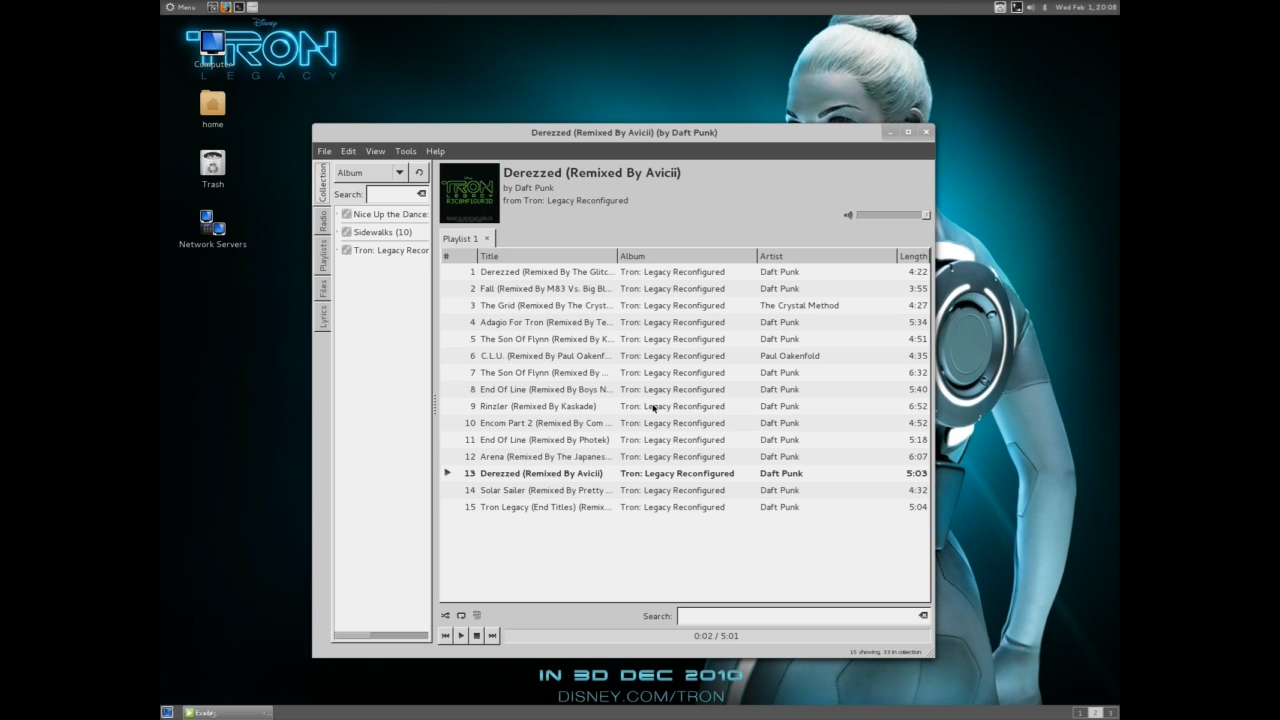 Menu
Wed Feb 1, 20:08
Disney
TRON
LEGACY
Computer
home
Trash
Network Servers
Derezzed (Remixed By Avicii) (by Daft Punk)
File Edit View Tools Help
Collection
Radio
Playlists
Files
Lyrics
Album
Search:
Nice Up the Dance:
Sidewalks (10)
Tron: Legacy Recor
TRON
LEGACY
R3CONFIGUR3D
Derezzed (Remixed By Avicii)
by Daft Punk
from Tron: Legacy Reconfigured
Playlist 1
# Title Album Artist Length
1 Derezzed (Remixed By The Glitc... Tron: Legacy Reconfigured Daft Punk 4:22
2 Fall (Remixed By M83 Vs. Big Bl... Tron: Legacy Reconfigured Daft Punk 3:55
3 The Grid (Remixed By The Cryst... Tron: Legacy Reconfigured The Crystal Method 4:27
4 Adagio For Tron (Remixed By Te... Tron: Legacy Reconfigured Daft Punk 5:34
5 The Son Of Flynn (Remixed By K... Tron: Legacy Reconfigured Daft Punk 4:51
6 C.L.U. (Remixed By Paul Oakenf... Tron: Legacy Reconfigured Paul Oakenfold 4:35
7 The Son Of Flynn (Remixed By ... Tron: Legacy Reconfigured Daft Punk 6:32
8 End Of Line (Remixed By Boys N... Tron: Legacy Reconfigured Daft Punk 5:40
9 Rinzler (Remixed By Kaskade) Tron: Legacy Reconfigured Daft Punk 6:52
10 Encom Part 2 (Remixed By Com ... Tron: Legacy Reconfigured Daft Punk 4:52
11 End Of Line (Remixed By Photek) Tron: Legacy Reconfigured Daft Punk 5:18
12 Arena (Remixed By The Japanes... Tron: Legacy Reconfigured Daft Punk 6:07
13 Derezzed (Remixed By Avicii) Tron: Legacy Reconfigured Daft Punk 5:03
14 Solar Sailer (Remixed By Pretty ... Tron: Legacy Reconfigured Daft Punk 4:32
15 Tron Legacy (End Titles) (Remix... Tron: Legacy Reconfigured Daft Punk 5:04
Search:
0:02 / 5:01
15 showing, 33 in collection
IN 3D DEC 2010
DISNEY.COM/TRON
1 2 3